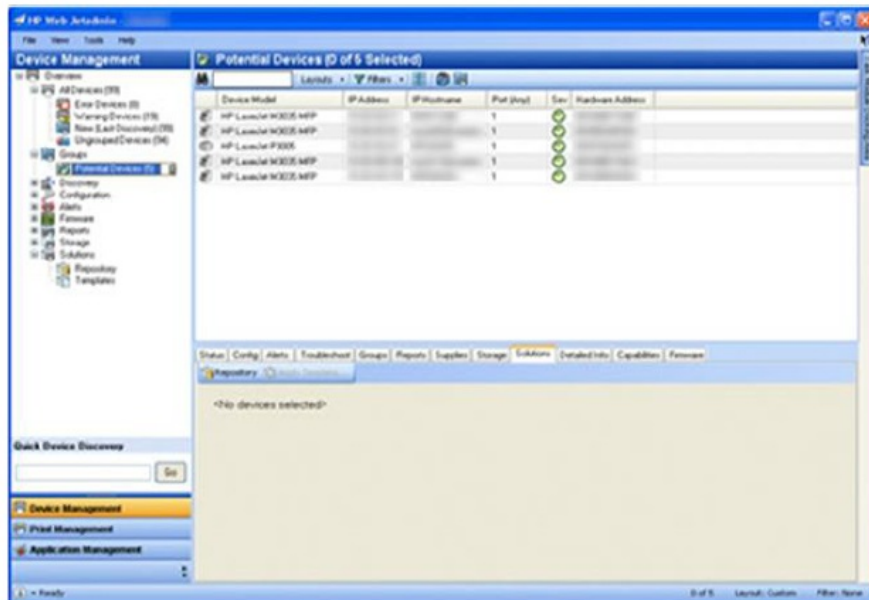 HP Web Jetadmin -
File View Tools Help
Device Management
Overview
All Devices (99)
Error Devices (8)
Warning Devices (19)
New (Last Discovery) (99)
Ungrouped Devices (94)
Groups
Potential Devices (5)
Discovery
Configuration
Alerts
Firmware
Reports
Storage
Solutions
Repository
Templates
Quick Device Discovery
Go
Device Management
Print Management
Application Management
Potential Devices (0 of 5 Selected)
Layouts Filters
Device Model IP Address IP Hostname Port (Any) Sev Hardware Address
HP LaserJet M3035 MFP 1
HP LaserJet M3035 MFP 1
HP LaserJet P3005 1
HP LaserJet M3035 MFP 1
HP LaserJet M3035 MFP 1
Status Config Alerts Troubleshoot Groups Reports Supplies Storage Solutions Detailed Info Capabilities Firmware
Repository
<No devices selected>
Ready
0 of 5 Layout: Custom Filter: None